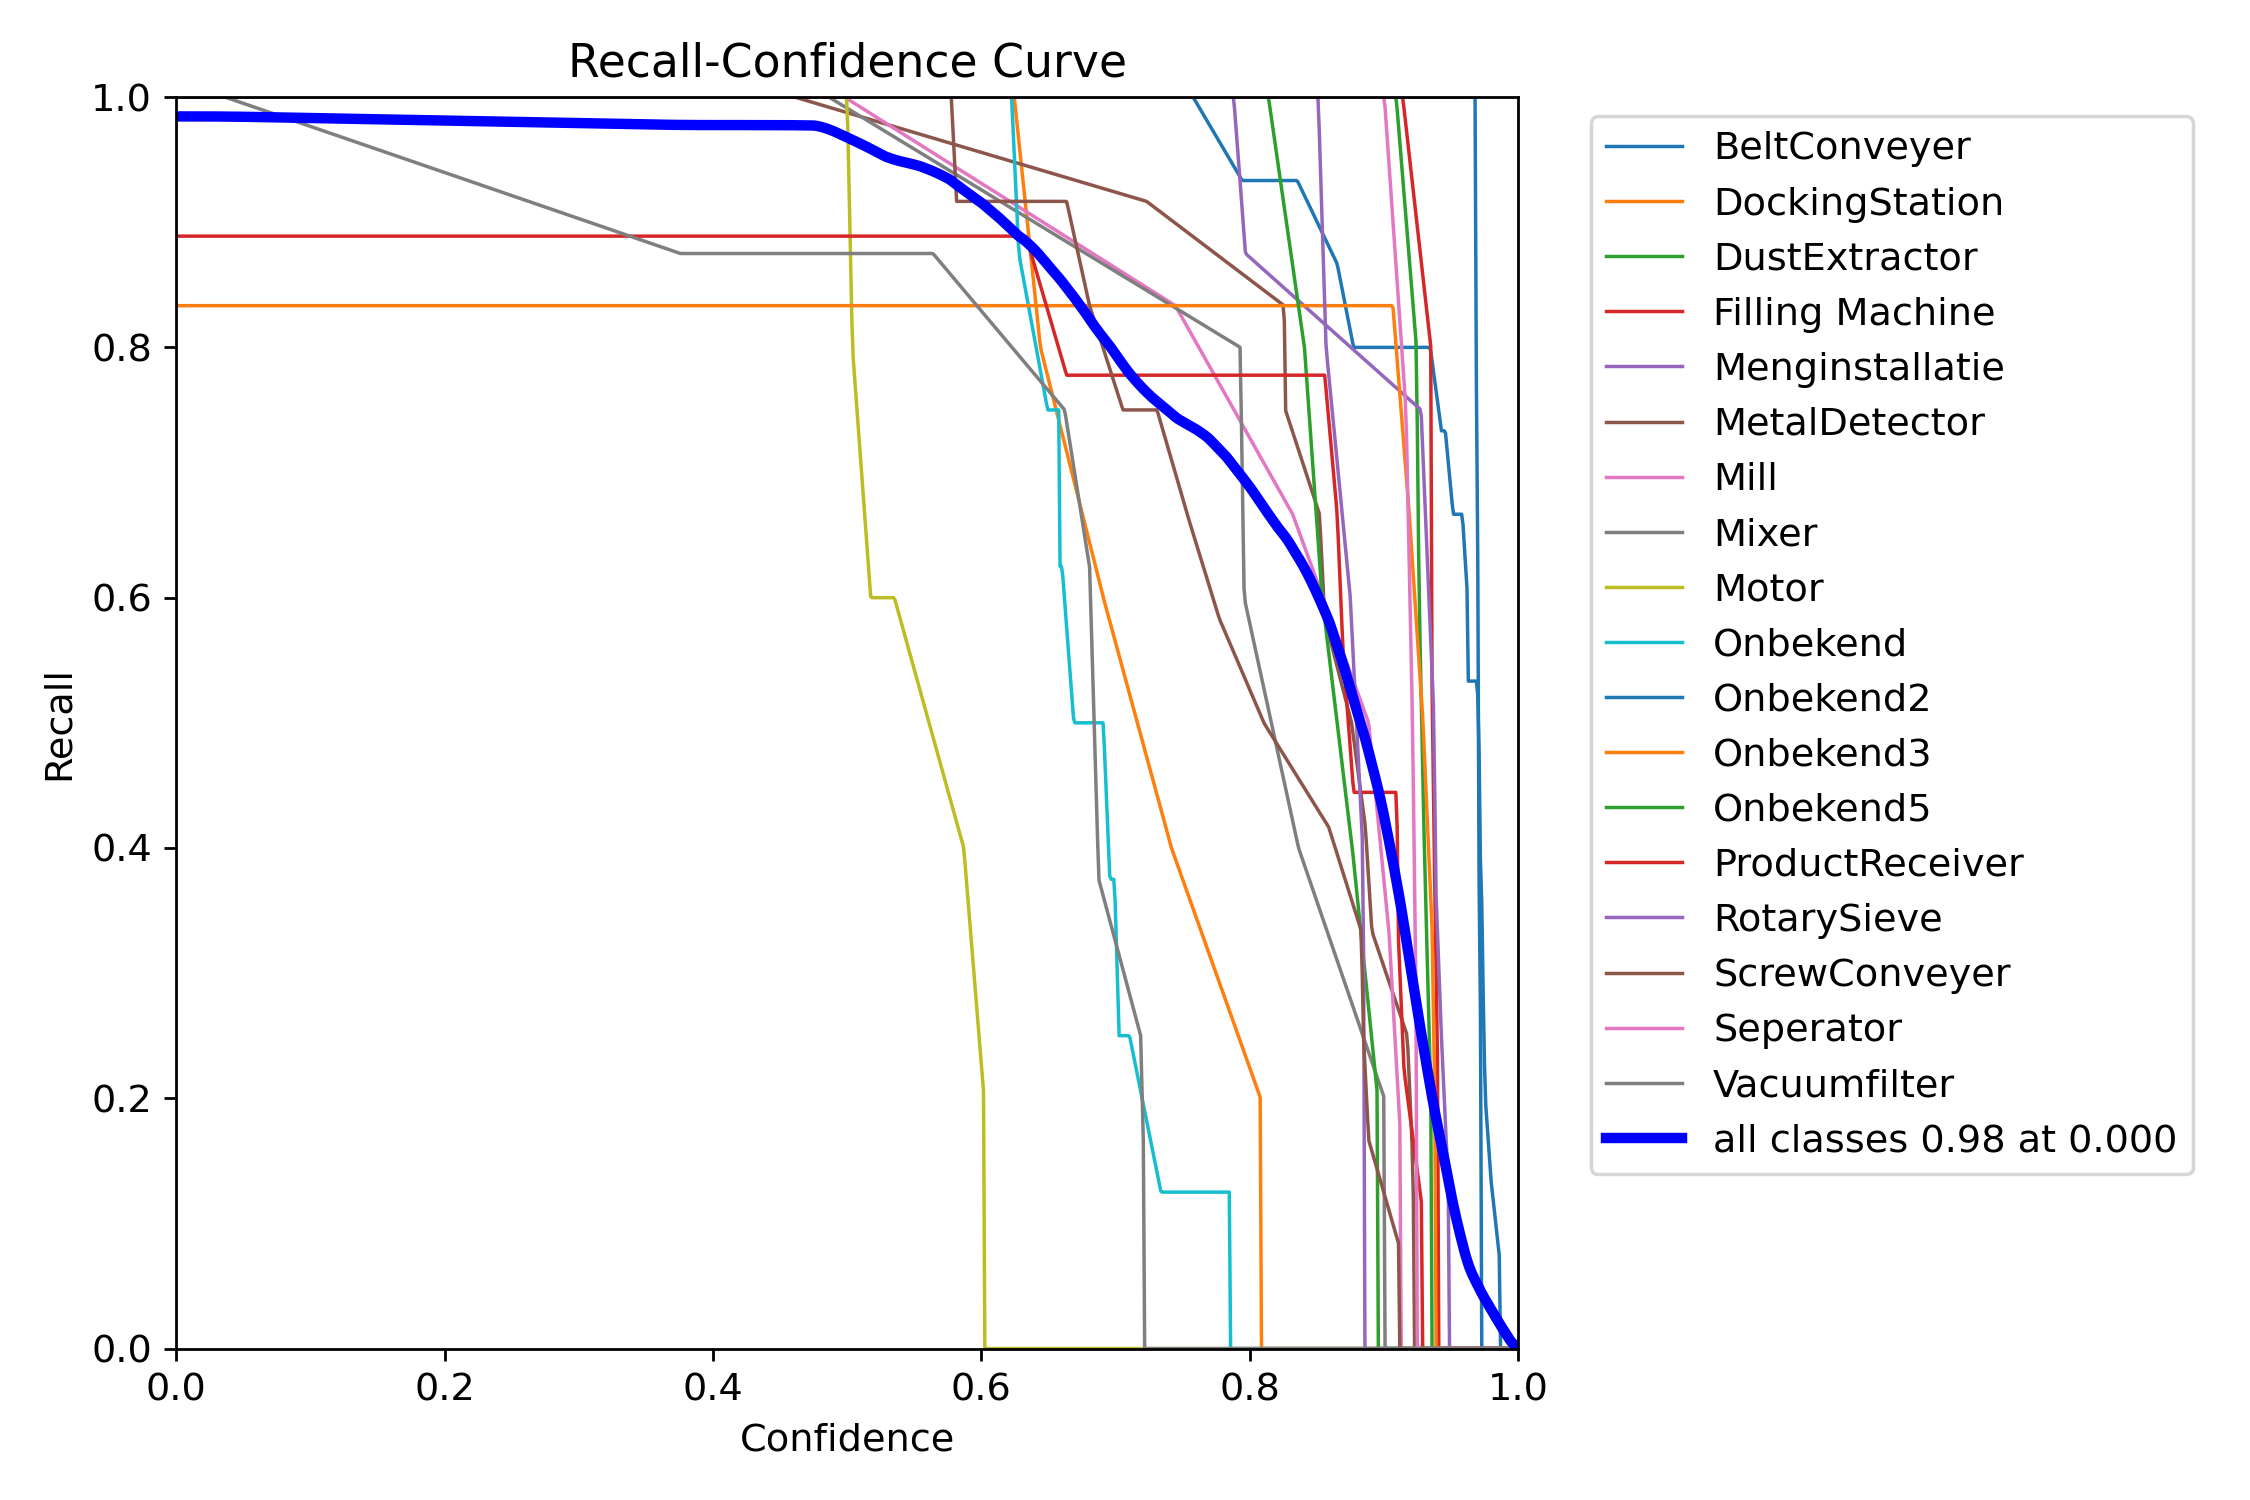 Recall-Confidence Curve
1.0
0.8
0.6
0.4
0.2
0.0
Recall
0.0 0.2 0.4 0.6 0.8 1.0
Confidence
BeltConveyer
DockingStation
DustExtractor
Filling Machine
Menginstallatie
MetalDetector
Mill
Mixer
Motor
Onbekend
Onbekend2
Onbekend3
Onbekend5
ProductReceiver
RotarySieve
ScrewConveyer
Seperator
Vacuumfilter
all classes 0.98 at 0.000